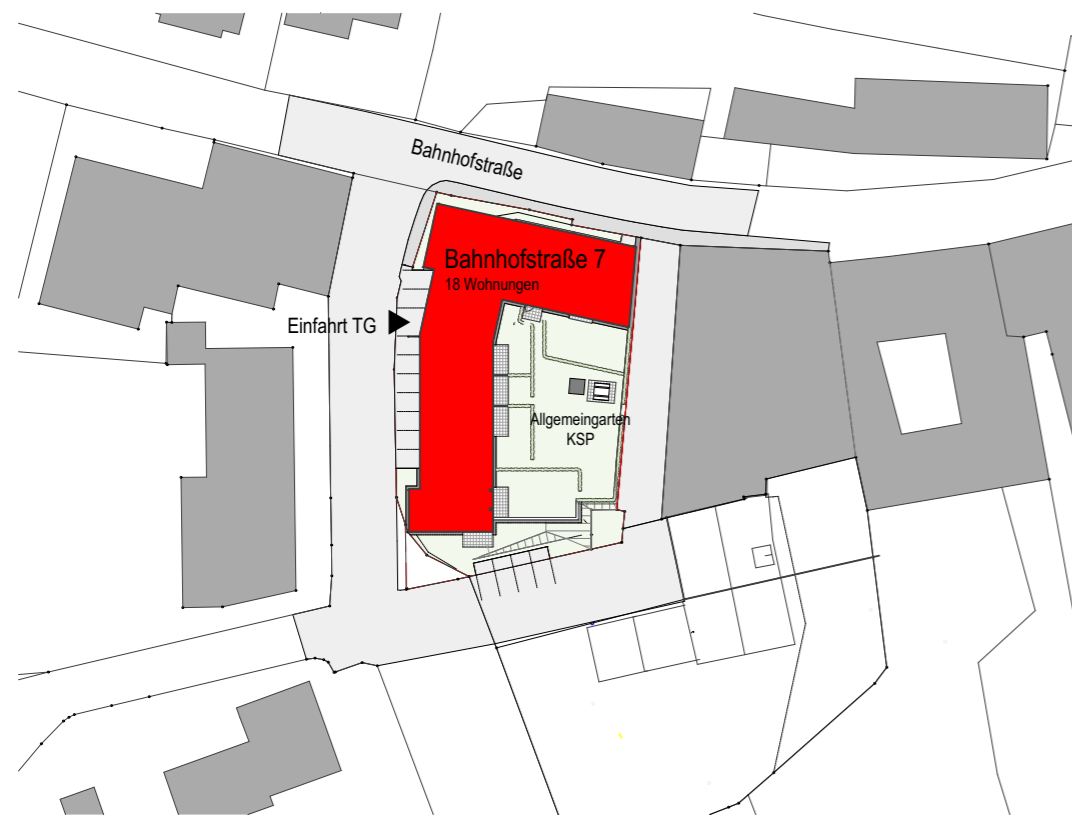 Bahnhofstraße
Bahnhofstraße 7
18 Wohnungen
Einfahrt TG
Allgemeingarten
KSP